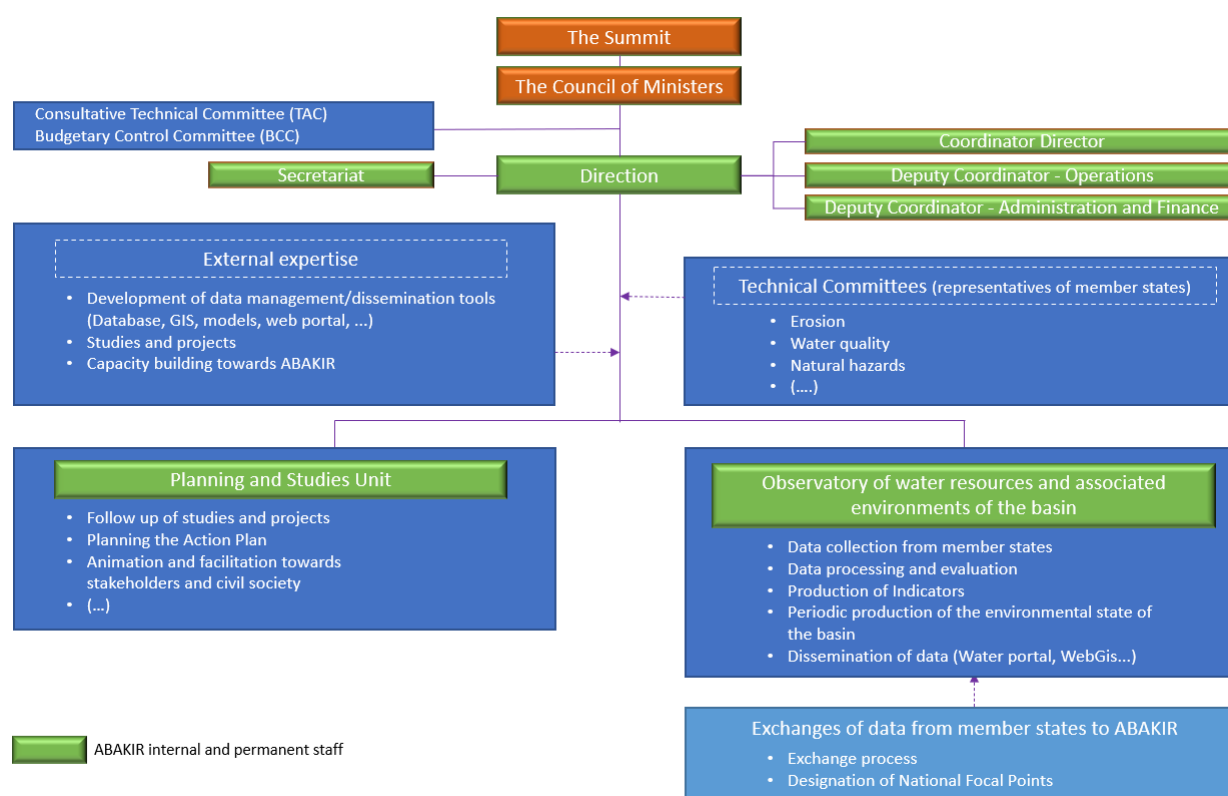 The Summit
The Council of Ministers
Consultative Technical Committee (TAC)
Budgetary Control Committee (BCC)
Coordinator Director
Secretariat
Direction
Deputy Coordinator - Operations
Deputy Coordinator - Administration and Finance
External expertise
• Development of data management/dissemination tools
(Database, GIS, models, web portal, ...)
• Studies and projects
• Capacity building towards ABAKIR
Technical Committees (representatives of member states)
• Erosion
• Water quality
• Natural hazards
• (....)
Planning and Studies Unit
• Follow up of studies and projects
• Planning the Action Plan
• Animation and facilitation towards
stakeholders and civil society
• (...)
Observatory of water resources and associated
environments of the basin
• Data collection from member states
• Data processing and evaluation
• Production of Indicators
• Periodic production of the environmental state of
the basin
• Dissemination of data (Water portal, WebGis...)
Exchanges of data from member states to ABAKIR
• Exchange process
• Designation of National Focal Points
ABAKIR internal and permanent staff